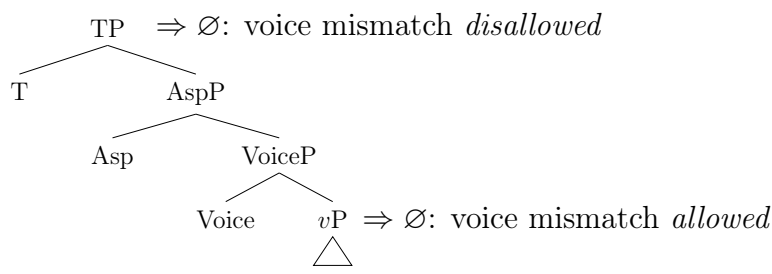 TP ⇒ ∅: voice mismatch disallowed
T AspP
Asp VoiceP
Voice vP ⇒ ∅: voice mismatch allowed